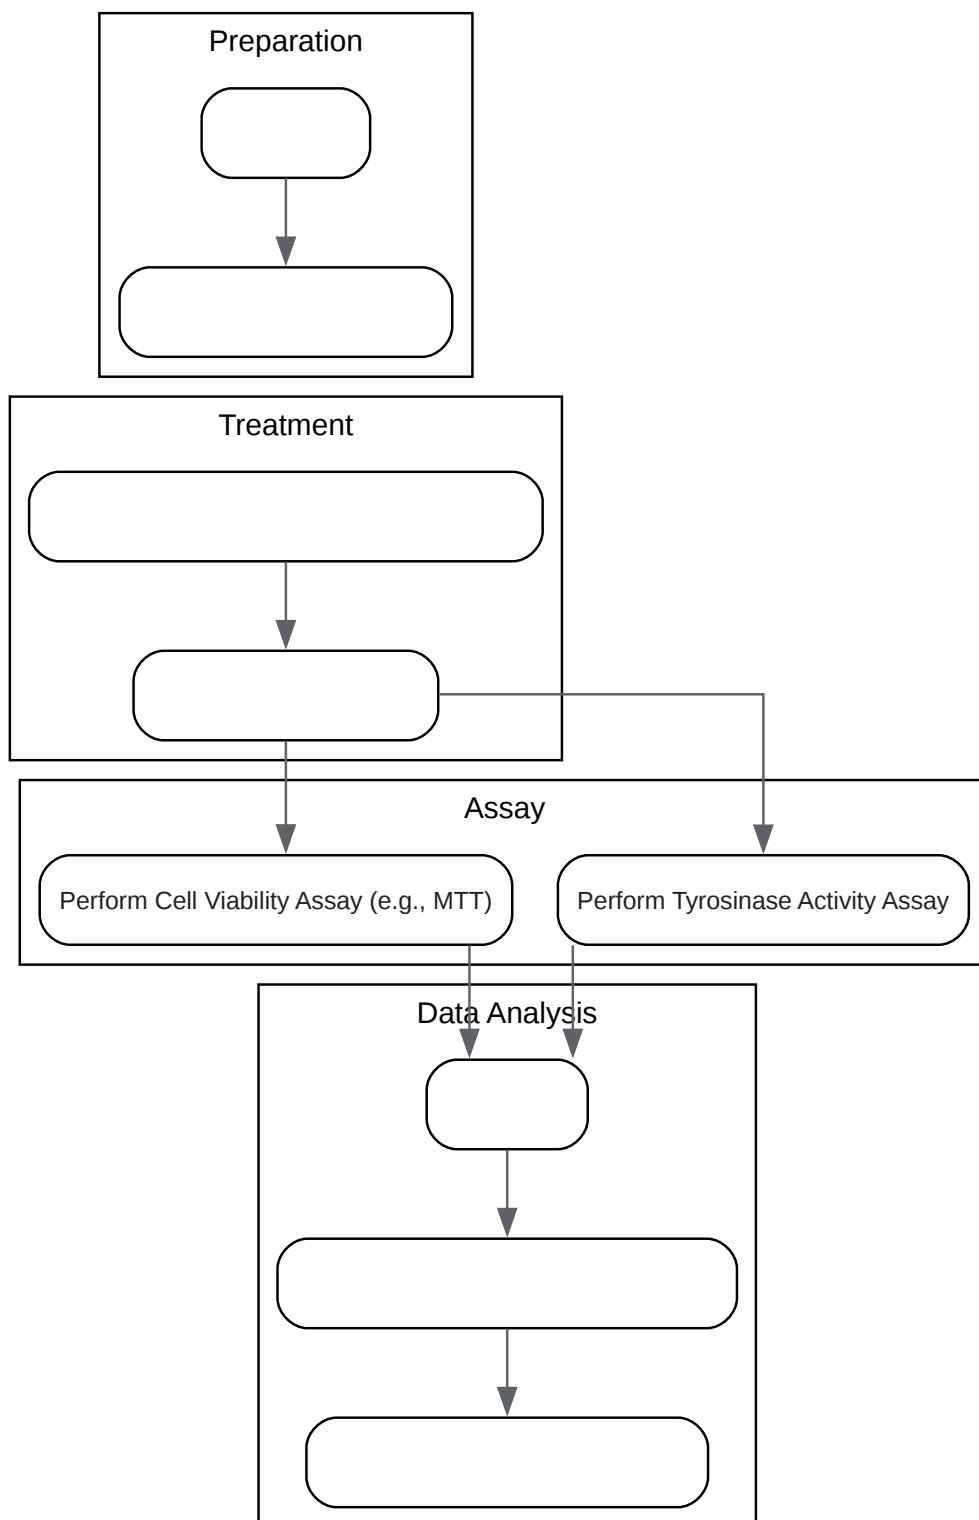 Preparation
Treatment
Assay
Perform Cell Viability Assay (e.g., MTT)
Perform Tyrosinase Activity Assay
Data Analysis